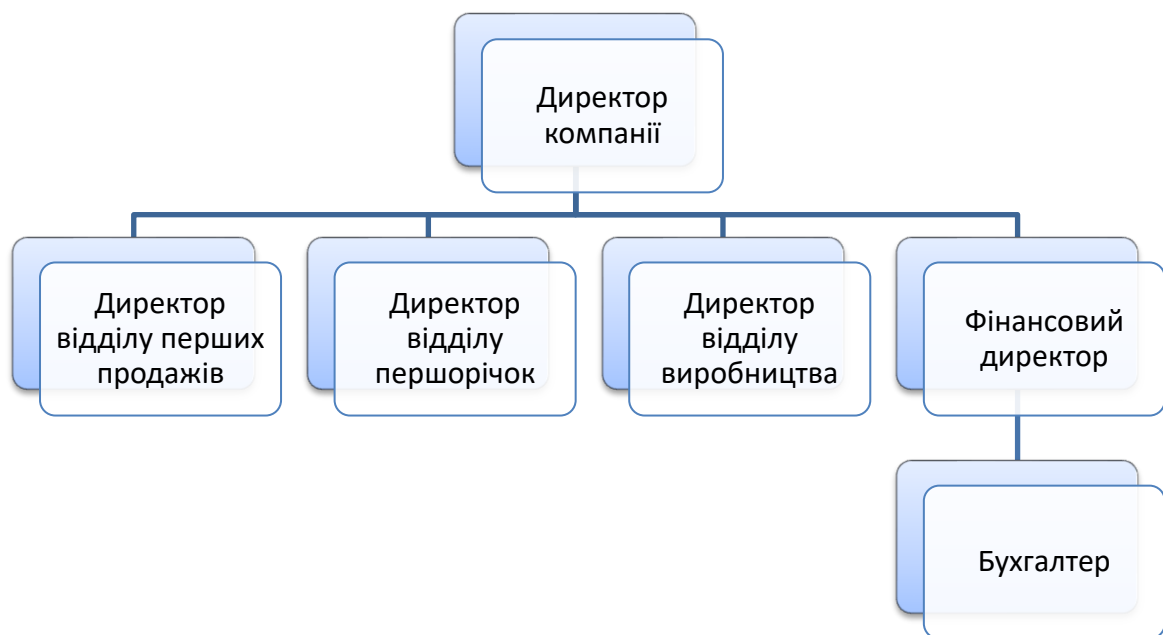 Директор
компанії
Директор
відділу перших
продажів
Директор
відділу
першорічок
Директор
відділу
виробництва
Фінансовий
директор
Бухгалтер